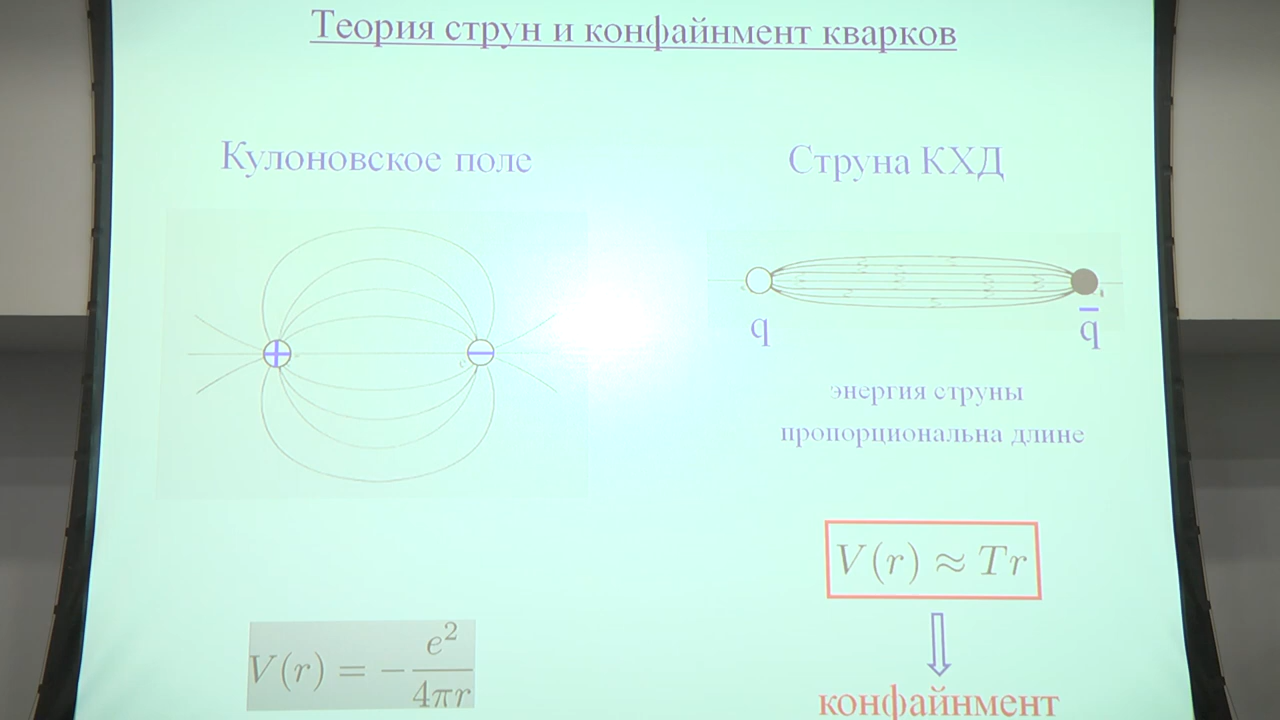 Теория струн и конфайнмент кварков
Кулоновское поле
+ −
V(r) = − e² / 4πr
Струна КХД
q q̄
энергия струны
пропорциональна длине
V(r) ≈ Tr
конфайнмент